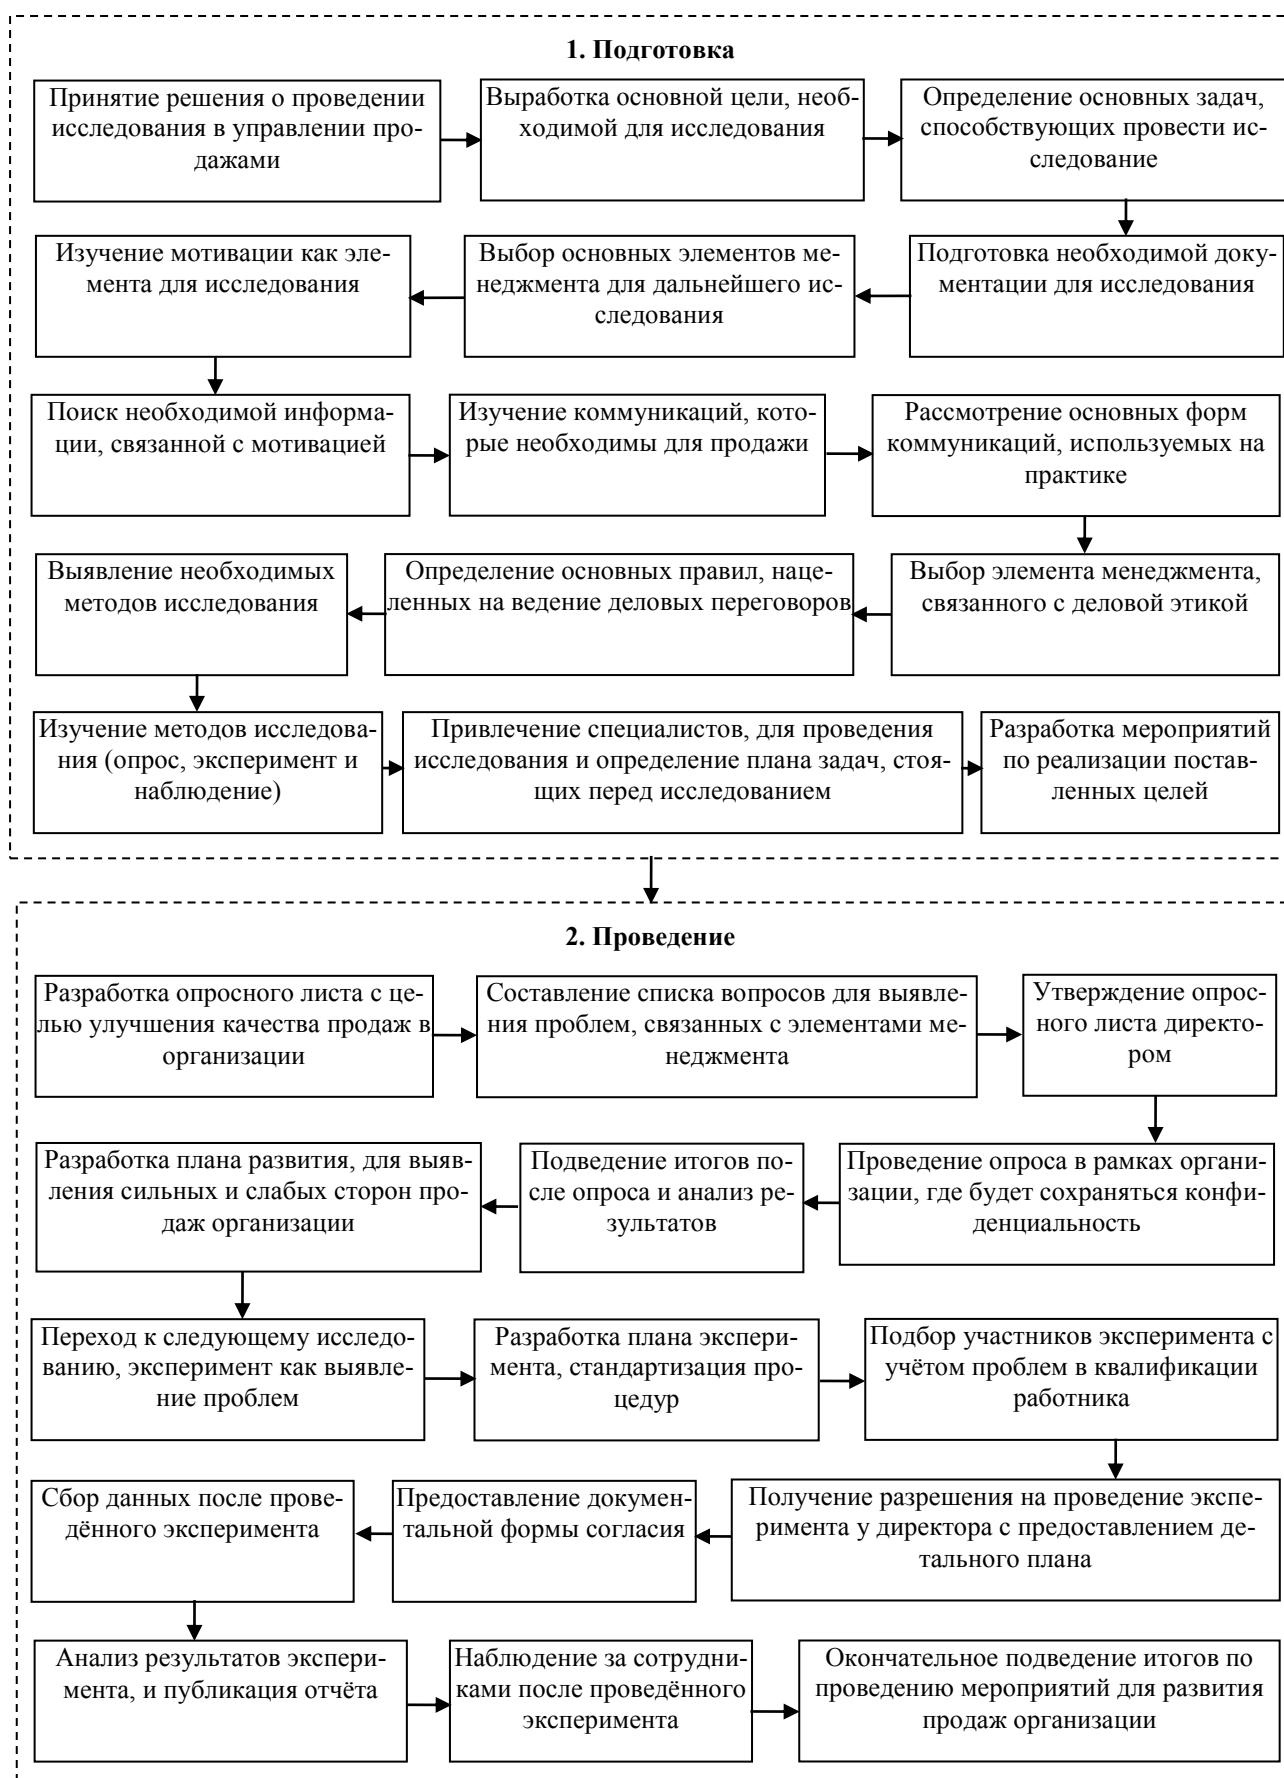 1. Подготовка
Принятие решения о проведении
исследования в управлении про-
дажами
Выработка основной цели, необ-
ходимой для исследования
Определение основных задач,
способствующих провести ис-
следование
Подготовка необходимой доку-
ментации для исследования
Выбор основных элементов ме-
неджмента для дальнейшего ис-
следования
Изучение мотивации как эле-
мента для исследования
Поиск необходимой информа-
ции, связанной с мотивацией
Изучение коммуникаций, кото-
рые необходимы для продажи
Рассмотрение основных форм
коммуникаций, используемых на
практике
Выбор элемента менеджмента,
связанного с деловой этикой
Определение основных правил, наце-
ленных на ведение деловых переговоров
Выявление необходимых
методов исследования
Изучение методов исследова-
ния (опрос, эксперимент и
наблюдение)
Привлечение специалистов, для проведения
исследования и определение плана задач, стоя-
щих перед исследованием
Разработка мероприятий
по реализации постав-
ленных целей
2. Проведение
Разработка опросного листа с це-
лью улучшения качества продаж в
организации
Составление списка вопросов для выявле-
ния проблем, связанных с элементами ме-
неджмента
Утверждение опрос-
ного листа директо-
ром
Проведение опроса в рамках органи-
зации, где будет сохраняться конфи-
денциальность
Подведение итогов по-
сле опроса и анализ ре-
зультатов
Разработка плана развития, для выяв-
ления сильных и слабых сторон про-
даж организации
Переход к следующему исследо-
ванию, эксперимент как выявле-
ние проблем
Разработка плана экспери-
мента, стандартизация про-
цедур
Подбор участников эксперимента с
учётом проблем в квалификации
работника
Получение разрешения на проведение экспе-
римента у директора с предоставлением де-
тального плана
Предоставление докумен-
тальной формы согласия
Сбор данных после прове-
дённого эксперимента
Анализ результатов экспери-
мента, и публикация отчёта
Наблюдение за сотрудни-
ками после проведённого
эксперимента
Окончательное подведение итогов по
проведению мероприятий для развития
продаж организации